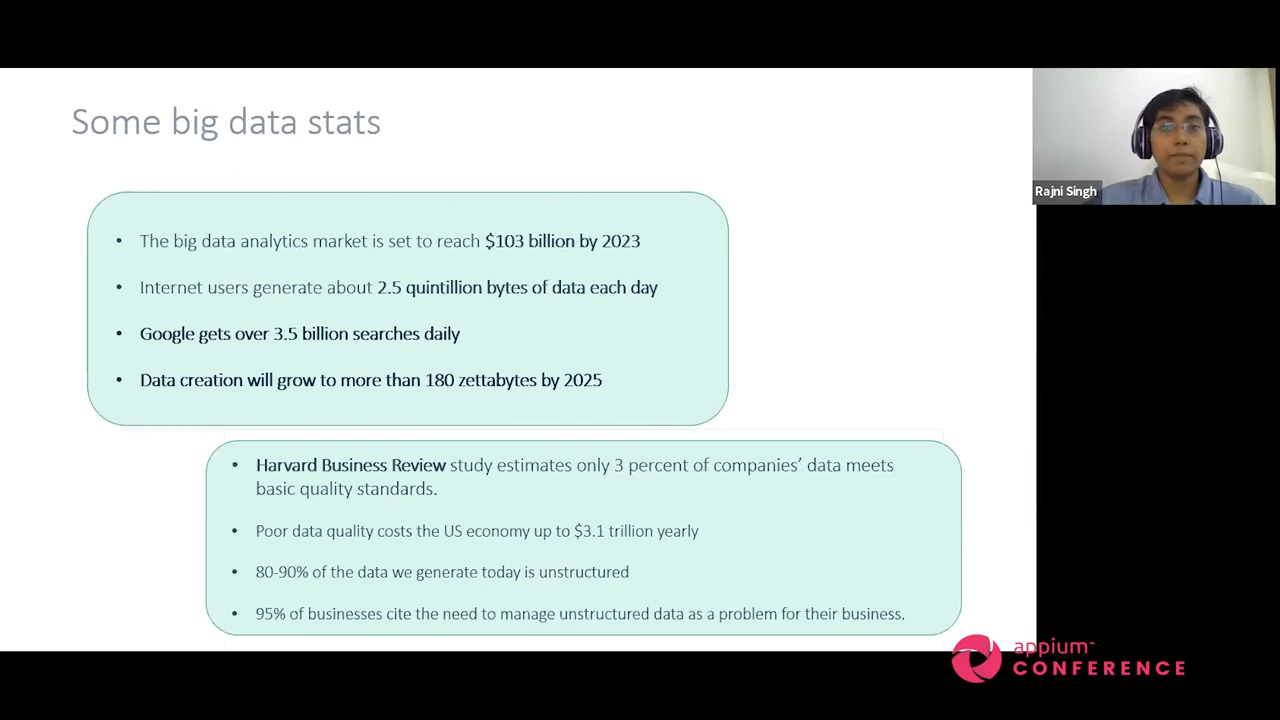 Some big data stats
Rajni Singh
• The big data analytics market is set to reach $103 billion by 2023
• Internet users generate about 2.5 quintillion bytes of data each day
• Google gets over 3.5 billion searches daily
• Data creation will grow to more than 180 zettabytes by 2025
• Harvard Business Review study estimates only 3 percent of companies’ data meets
basic quality standards.
• Poor data quality costs the US economy up to $3.1 trillion yearly
• 80-90% of the data we generate today is unstructured
• 95% of businesses cite the need to manage unstructured data as a problem for their business.
appium™
CONFERENCE